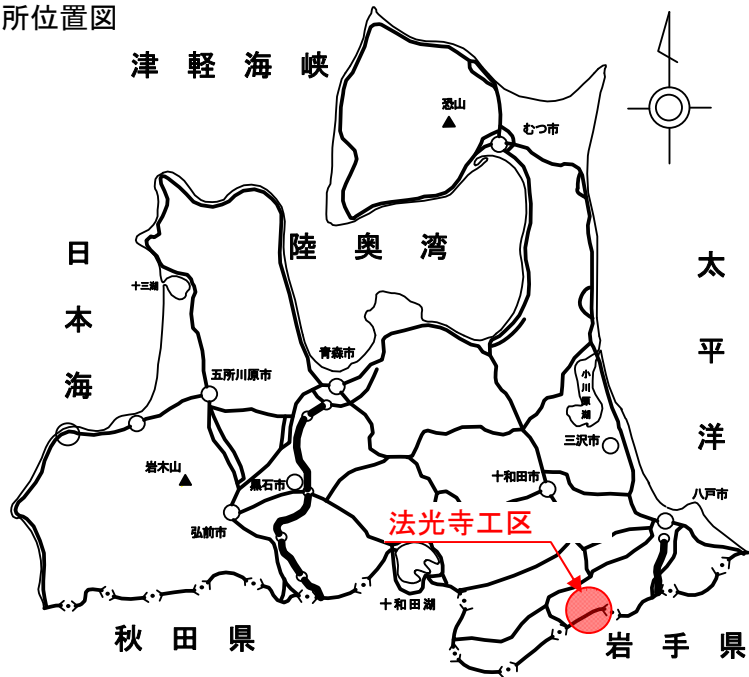 所位置図
津軽海峡
恐山
むつ市
陸奥湾
日本海
太平洋
十三湖
青森市
五所川原市
小川原湖
三沢市
岩木山
黒石市
十和田市
八戸市
弘前市
法光寺工区
十和田湖
秋田県
岩手県